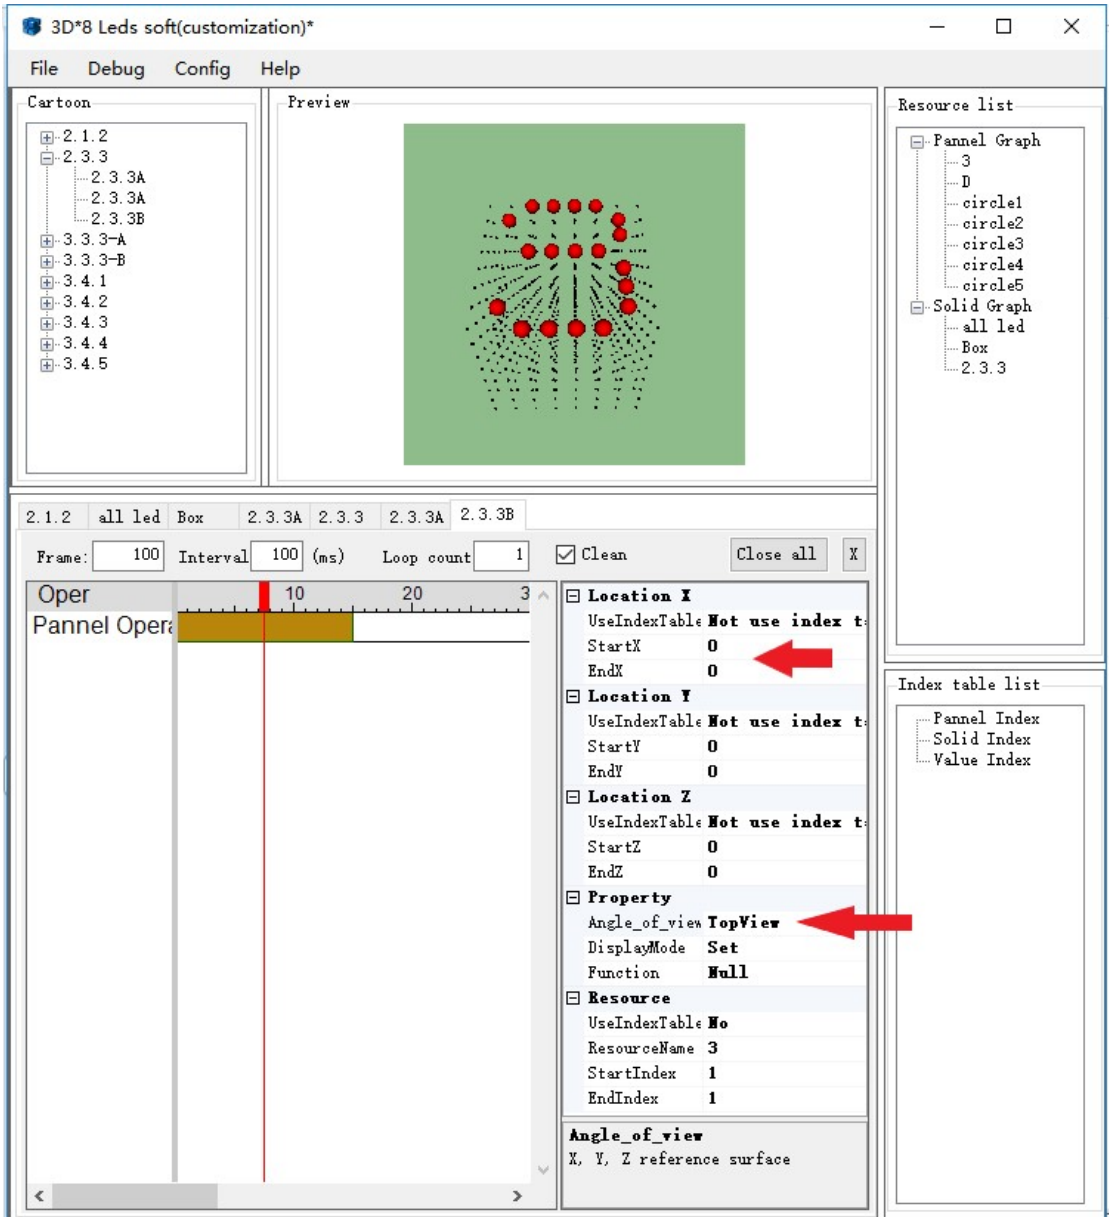 3D*8 Leds soft(customization)*
File Debug Config Help
Cartoon
2.1.2
2.3.3
2.3.3A
2.3.3A
2.3.3B
3.3.3-A
3.3.3-B
3.4.1
3.4.2
3.4.3
3.4.4
3.4.5
Preview
Resource list
Pannel Graph
3
D
circle1
circle2
circle3
circle4
circle5
Solid Graph
all led
Box
2.3.3
2.1.2 all led Box 2.3.3A 2.3.3 2.3.3A 2.3.3B
Frame: 100 Interval 100 (ms) Loop count 1 Clean Close all X
Oper 10 20 3
Pannel Opera
Location X
UseIndexTable Not use index t
StartX 0
EndX 0
Location Y
UseIndexTable Not use index t
StartY 0
EndY 0
Location Z
UseIndexTable Not use index t
StartZ 0
EndZ 0
Property
Angle_of_view TopView
DisplayMode Set
Function Null
Resource
UseIndexTable No
ResourceName 3
StartIndex 1
EndIndex 1
Angle_of_view
X, Y, Z reference surface
Index table list
Pannel Index
Solid Index
Value Index